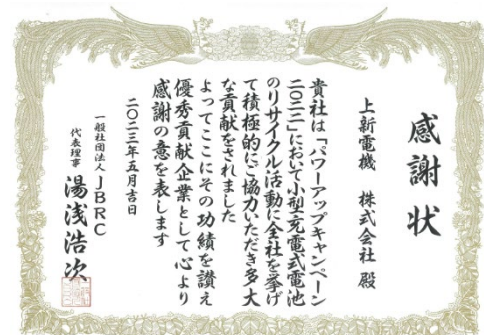 感謝状
上新電機 株式会社 殿
貴社は「パワーアップキャンペーン
二〇二二」において小型充電式電池
のリサイクル活動に全社を挙げ
て積極的にご協力いただき多大
な貢献をされました
よってここにその功績を讃え
優秀貢献企業として心より
感謝の意を表します
二〇二三年五月吉日
一般社団法人JBRC
代表理事 湯浅浩次